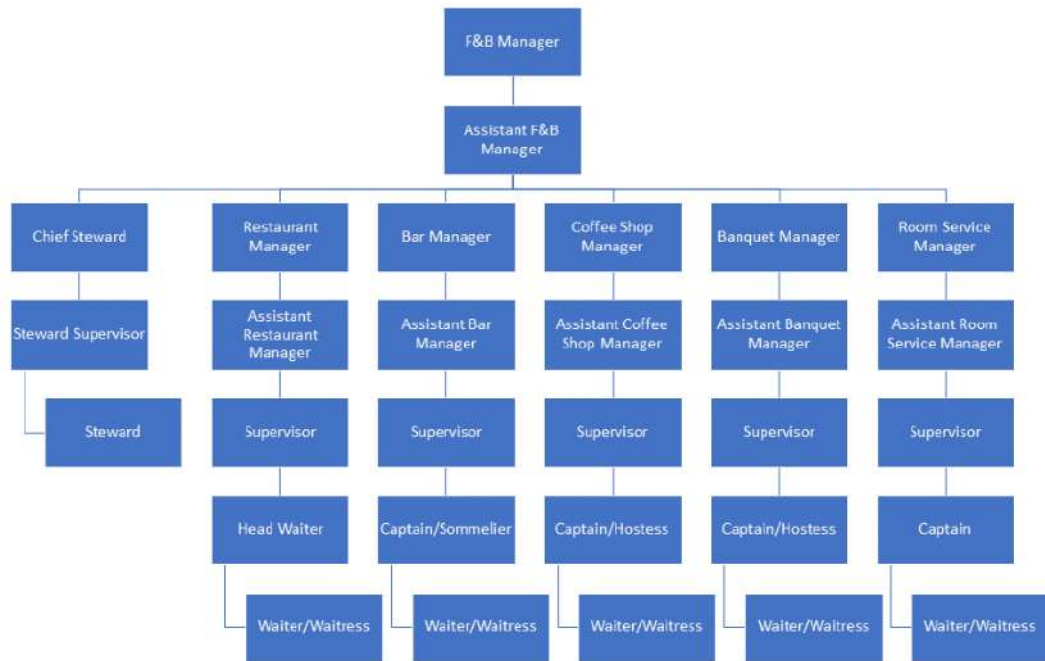 F&B Manager
Assistant F&B
Manager
Chief Steward
Restaurant
Manager
Bar Manager
Coffee Shop
Manager
Banquet Manager
Room Service
Manager
Steward Supervisor
Assistant
Restaurant
Manager
Assistant Bar
Manager
Assistant Coffee
Shop Manager
Assistant Banquet
Manager
Assistant Room
Service Manager
Steward
Supervisor
Supervisor
Supervisor
Supervisor
Supervisor
Head Waiter
Captain/Sommelier
Captain/Hostess
Captain/Hostess
Captain
Waiter/Waitress
Waiter/Waitress
Waiter/Waitress
Waiter/Waitress
Waiter/Waitress